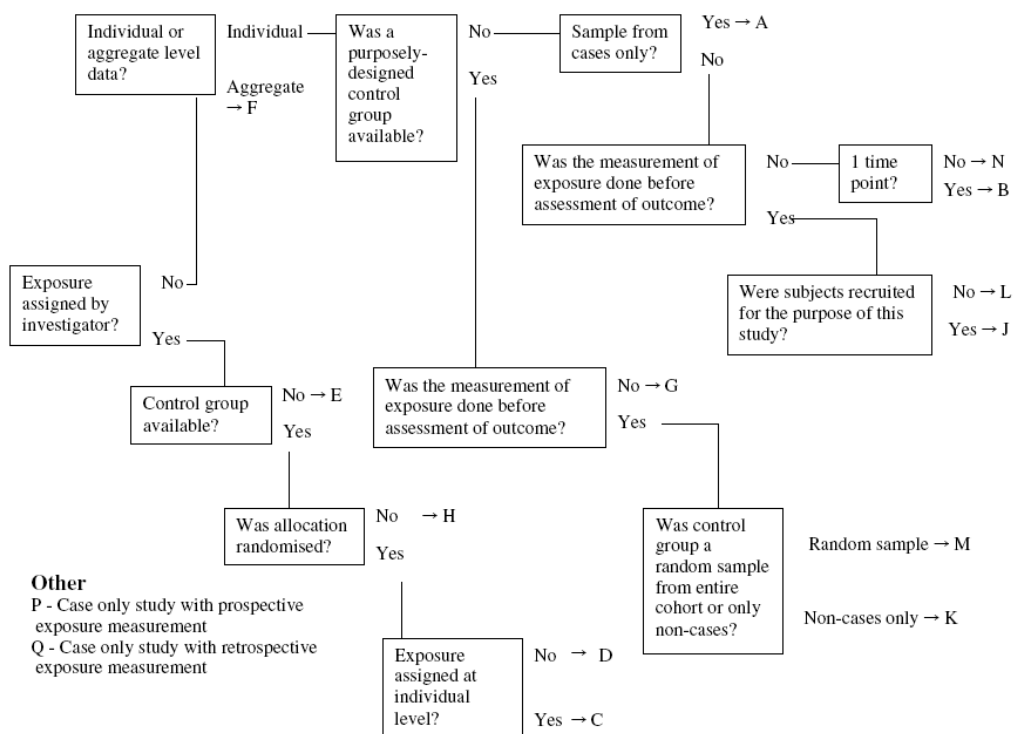 Individual or
aggregate level
data?
Individual
Aggregate
→ F
Was a
purposely-
designed
control
group
available?
No
Yes
Sample from
cases only?
Yes → A
No
Was the measurement of
exposure done before
assessment of outcome?
No
Yes
1 time
point?
No → N
Yes → B
Were subjects recruited
for the purpose of this
study?
No → L
Yes → J
Exposure
assigned by
investigator?
No
Yes
Control group
available?
No → E
Yes
Was the measurement of
exposure done before
assessment of outcome?
No → G
Yes
Was allocation
randomised?
No → H
Yes
Was control
group a
random sample
from entire
cohort or only
non-cases?
Random sample → M
Non-cases only → K
Other
P - Case only study with prospective
exposure measurement
Q - Case only study with retrospective
exposure measurement
Exposure
assigned at
individual
level?
No → D
Yes → C